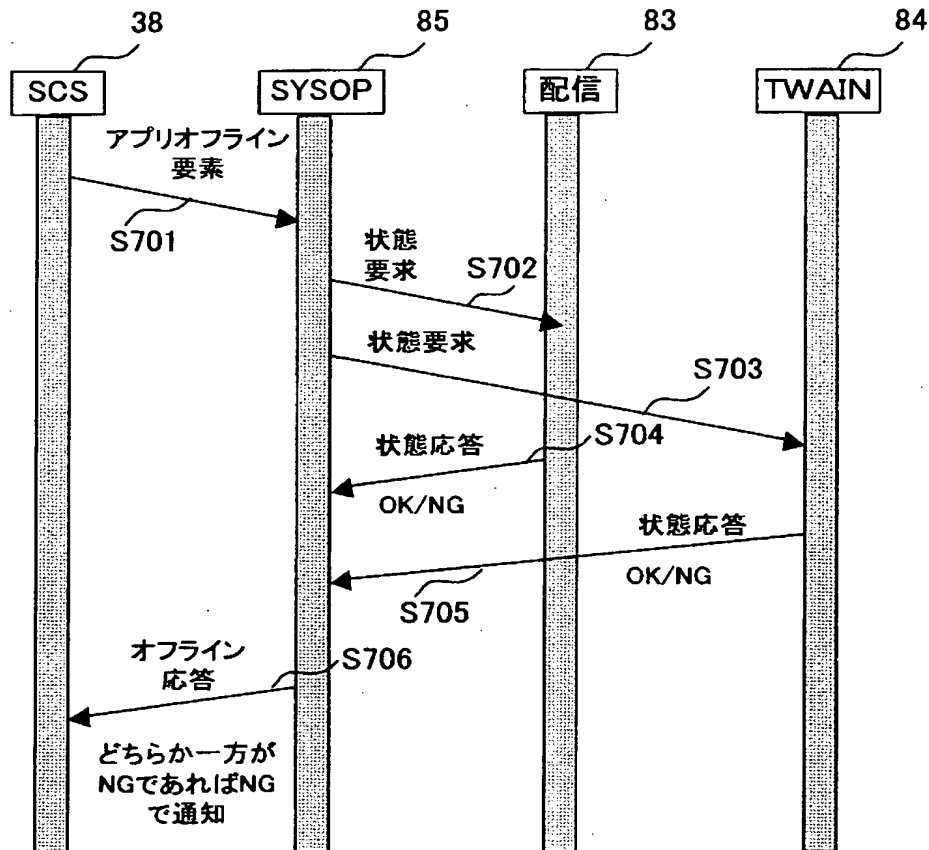 38
85
83
84
SCS
SYSOP
配信
TWAIN
アプリオフライン
要素
S701
状態
要求
S702
状態要求
S703
状態応答
S704
OK/NG
状態応答
OK/NG
S705
オフライン
応答
S706
どちらか一方が
NGであればNG
で通知